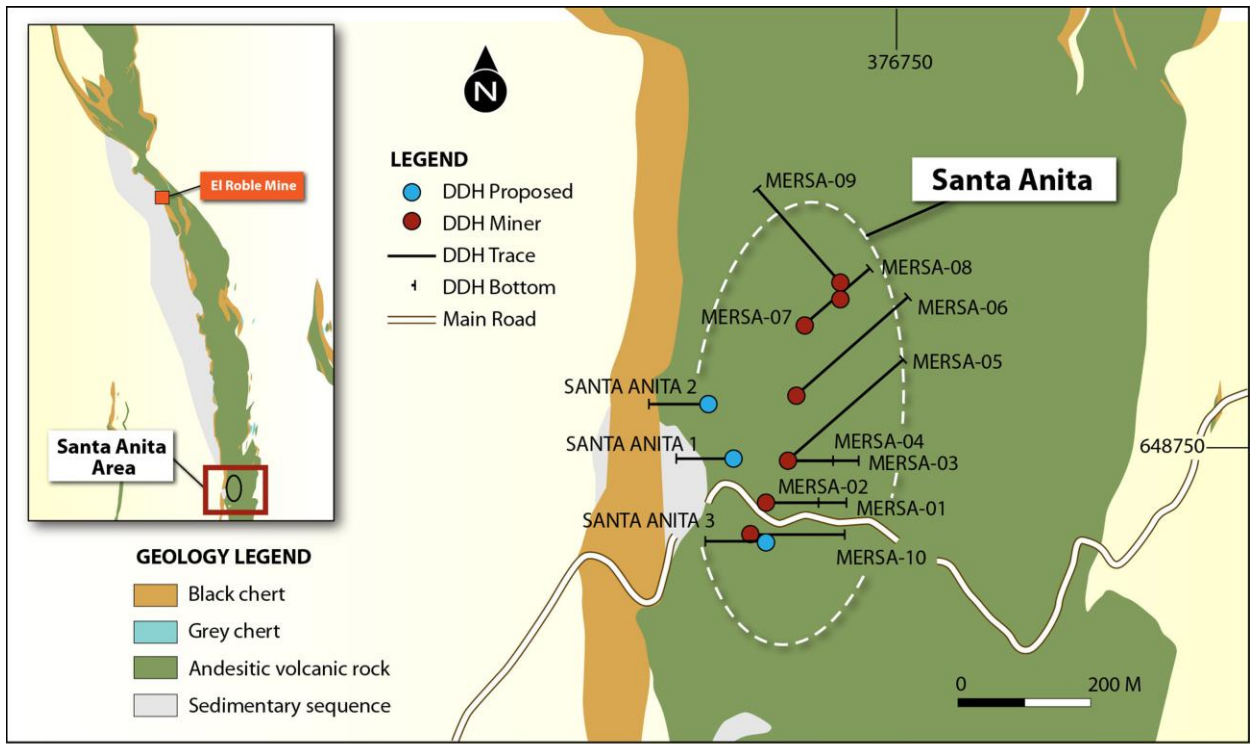 El Roble Mine
Santa Anita
Area
GEOLOGY LEGEND
Black chert
Grey chert
Andesitic volcanic rock
Sedimentary sequence
N
LEGEND
DDH Proposed
DDH Miner
DDH Trace
DDH Bottom
Main Road
376750
Santa Anita
MERSA-09
MERSA-08
MERSA-06
MERSA-07
MERSA-05
SANTA ANITA 2
SANTA ANITA 1
MERSA-04
MERSA-03
648750
MERSA-02
MERSA-01
SANTA ANITA 3
MERSA-10
0 200 M